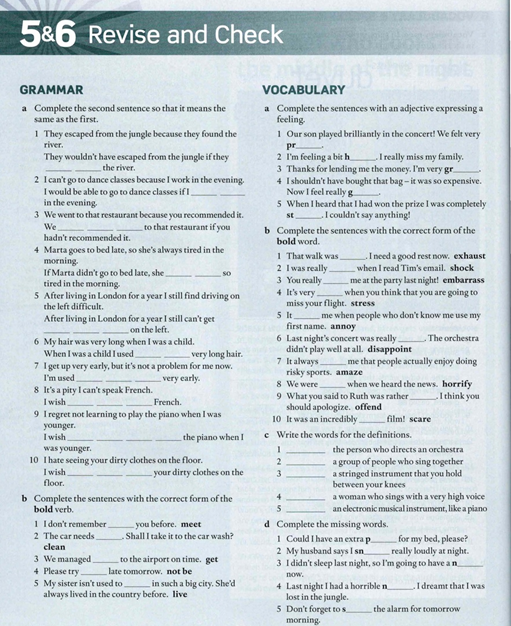 5&6 Revise and Check
GRAMMAR
a Complete the second sentence so that it means the
same as the first.
1 They escaped from the jungle because they found the
river.
They wouldn't have escaped from the jungle if they
______ ______ the river.
2 I can't go to dance classes because I work in the evening.
I would be able to go to dance classes if I ______ ______
in the evening.
3 We went to that restaurant because you recommended it.
We ______ ______ ______ to that restaurant if you
hadn't recommended it.
4 Marta goes to bed late, so she's always tired in the
morning.
If Marta didn't go to bed late, she ______ ______ so
tired in the morning.
5 After living in London for a year I still find driving on
the left difficult.
After living in London for a year I still can't get
______ ______ ______ on the left.
6 My hair was very long when I was a child.
When I was a child I used ______ ______ very long hair.
7 I get up very early, but it's not a problem for me now.
I'm used ______ ______ ______ very early.
8 It's a pity I can't speak French.
I wish ______ ______ ______ French.
9 I regret not learning to play the piano when I was
younger.
I wish ______ ______ ______ ______ the piano when I
was younger.
10 I hate seeing your dirty clothes on the floor.
I wish ______ ______ ______ your dirty clothes on the
floor.
b Complete the sentences with the correct form of the
bold verb.
1 I don't remember ______ you before. meet
2 The car needs ______. Shall I take it to the car wash?
clean
3 We managed ______ to the airport on time. get
4 Please try ______ late tomorrow. not be
5 My sister isn't used to ______ in such a big city. She'd
always lived in the country before. live
VOCABULARY
a Complete the sentences with an adjective expressing a
feeling.
1 Our son played brilliantly in the concert! We felt very
pr______.
2 I'm feeling a bit h______. I really miss my family.
3 Thanks for lending me the money. I'm very gr______.
4 I shouldn't have bought that bag – it was so expensive.
Now I feel really g______.
5 When I heard that I had won the prize I was completely
st______. I couldn't say anything!
b Complete the sentences with the correct form of the
bold word.
1 That walk was ______. I need a good rest now. exhaust
2 I was really ______ when I read Tim's email. shock
3 You really ______ me at the party last night! embarrass
4 It's very ______ when you think that you are going to
miss your flight. stress
5 It ______ me when people who don't know me use my
first name. annoy
6 Last night's concert was really ______. The orchestra
didn't play well at all. disappoint
7 It always ______ me that people actually enjoy doing
risky sports. amaze
8 We were ______ when we heard the news. horrify
9 What you said to Ruth was rather ______. I think you
should apologize. offend
10 It was an incredibly ______ film! scare
c Write the words for the definitions.
1 ______ the person who directs an orchestra
2 ______ a group of people who sing together
3 ______ a stringed instrument that you hold
between your knees
4 ______ a woman who sings with a very high voice
5 ______ an electronic musical instrument, like a piano
d Complete the missing words.
1 Could I have an extra p______ for my bed, please?
2 My husband says I sn______ really loudly at night.
3 I didn't sleep last night, so I'm going to have a n______
now.
4 Last night I had a horrible n______. I dreamt that I was
lost in the jungle.
5 Don't forget to s______ the alarm for tomorrow
morning.